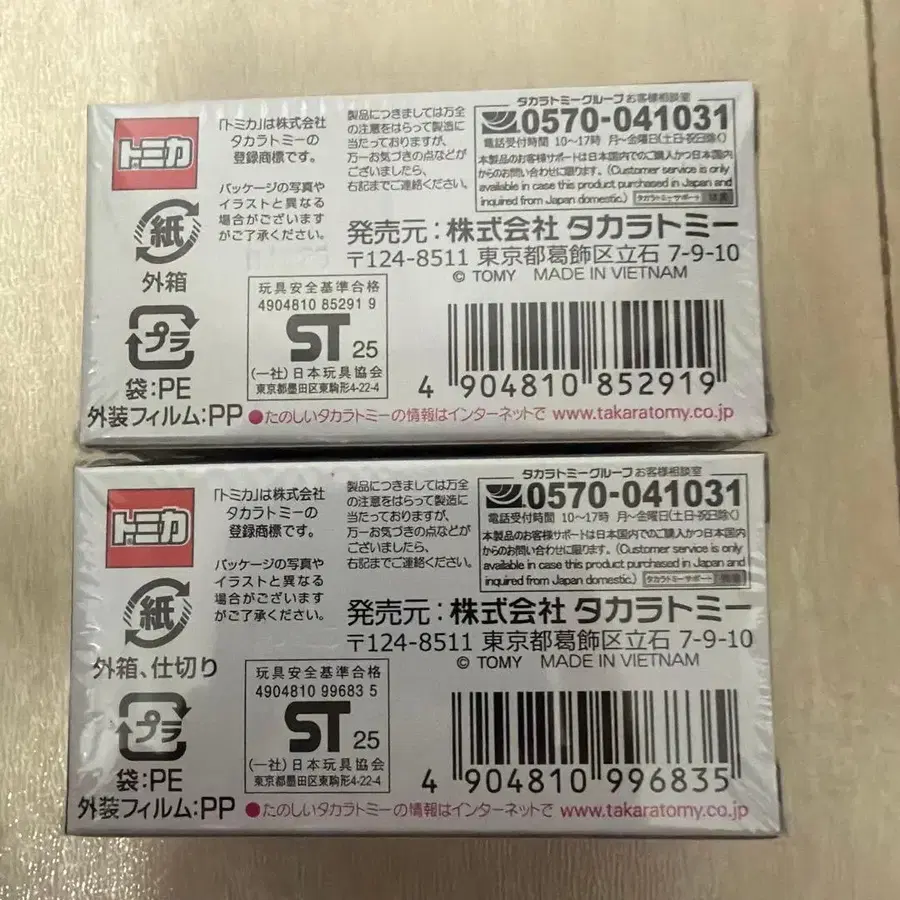 トミカ
「トミカ」は株式会社
タカラトミーの
登録商標です。
パッケージの写真や
イラストと異なる
場合がございます
がご了承ください。
製品につきましては万全
の注意をはらって製造に
当たっておりますが、
万一お気づきの点などが
ございましたら、
右記までご連絡ください。
タカラトミーグループ お客様相談室
0570-041031
電話受付時間 10〜17時 月〜金曜日(土日・祝日除く)
本製品のお客様サポートは日本国内でのご購入かつ日本国内
からのお問い合わせに限ります。(Customer service is only
available in case this product purchased in Japan and
inquired from Japan domestic.) タカラトミーサポート 検索
発売元:株式会社 タカラトミー
〒124-8511 東京都葛飾区立石 7-9-10
© TOMY MADE IN VIETNAM
紙
外箱
プラ
袋:PE
外装フィルム:PP
玩具安全基準合格
4904810 85291 9
ST 25
(一社)日本玩具協会
東京都墨田区東駒形4-22-4
4 904810 852919
●たのしいタカラトミーの情報はインターネットで www.takaratomy.co.jp
トミカ
「トミカ」は株式会社
タカラトミーの
登録商標です。
パッケージの写真や
イラストと異なる
場合がございます
がご了承ください。
製品につきましては万全
の注意をはらって製造に
当たっておりますが、
万一お気づきの点などが
ございましたら、
右記までご連絡ください。
タカラトミーグループ お客様相談室
0570-041031
電話受付時間 10〜17時 月〜金曜日(土日・祝日除く)
本製品のお客様サポートは日本国内でのご購入かつ日本国内
からのお問い合わせに限ります。(Customer service is only
available in case this product purchased in Japan and
inquired from Japan domestic.) タカラトミーサポート 検索
発売元:株式会社 タカラトミー
〒124-8511 東京都葛飾区立石 7-9-10
© TOMY MADE IN VIETNAM
紙
外箱、仕切り
プラ
袋:PE
外装フィルム:PP
玩具安全基準合格
4904810 99683 5
ST 25
(一社)日本玩具協会
東京都墨田区東駒形4-22-4
4 904810 996835
●たのしいタカラトミーの情報はインターネットで www.takaratomy.co.jp